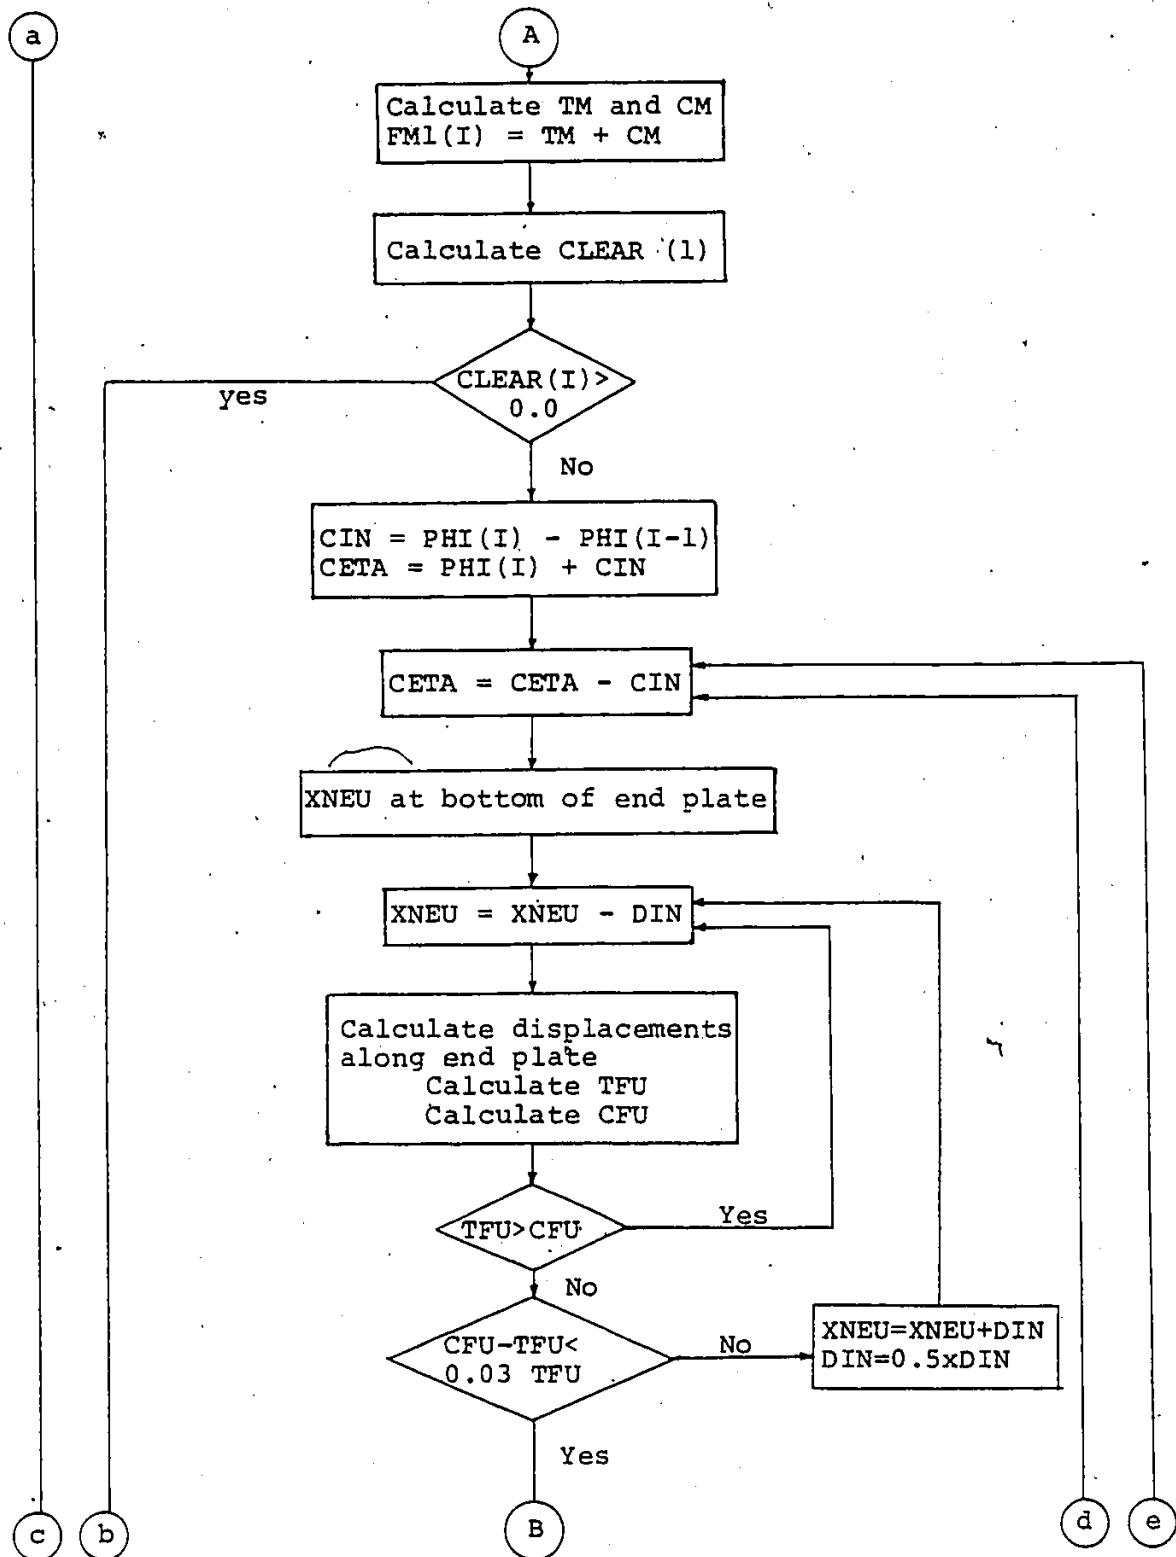 a
A
Calculate TM and CM
FM1(I) = TM + CM
Calculate CLEAR (1)
CLEAR(I)>
0.0
yes
No
CIN = PHI(I) - PHI(I-1)
CETA = PHI(I) + CIN
CETA = CETA - CIN
XNEU at bottom of end plate
XNEU = XNEU - DIN
Calculate displacements
along end plate
Calculate TFU
Calculate CFU
TFU>CFU
Yes
No
CFU-TFU<
0.03 TFU
No
XNEU=XNEU+DIN
DIN=0.5xDIN
Yes
c
b
B
d
e